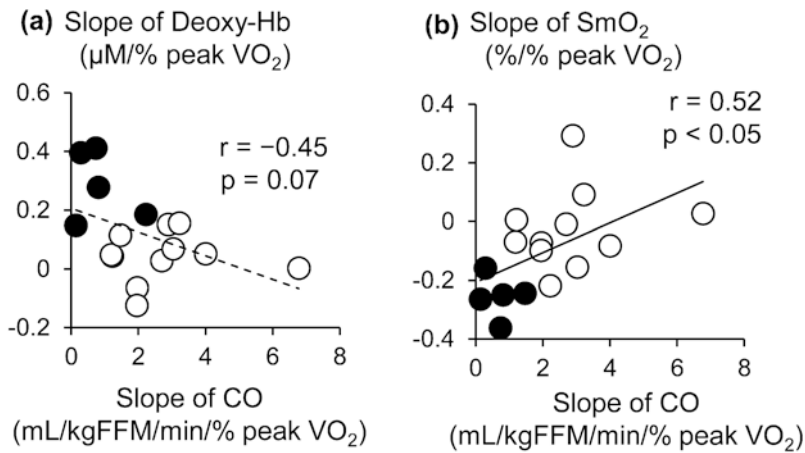 (a) Slope of Deoxy-Hb
(µM/% peak VO₂)
0.6
0.4
0.2
0
-0.2
r = −0.45
p = 0.07
0 2 4 6 8
Slope of CO
(mL/kgFFM/min/% peak VO₂)
(b) Slope of SmO₂
(%/% peak VO₂)
0.4
0.2
0
-0.2
-0.4
r = 0.52
p < 0.05
0 2 4 6 8
Slope of CO
(mL/kgFFM/min/% peak VO₂)